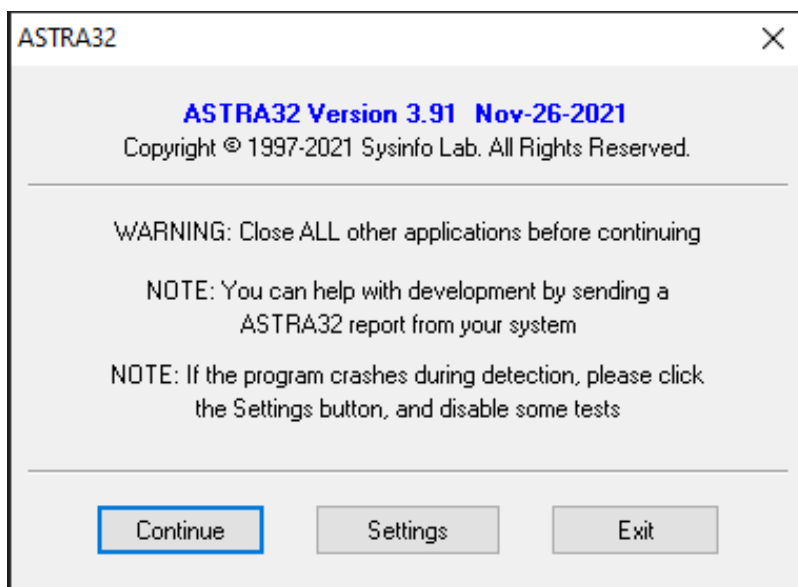 ASTRA32
ASTRA32 Version 3.91 Nov-26-2021
Copyright © 1997-2021 Sysinfo Lab. All Rights Reserved.
WARNING: Close ALL other applications before continuing
NOTE: You can help with development by sending a
ASTRA32 report from your system
NOTE: If the program crashes during detection, please click
the Settings button, and disable some tests
Continue Settings Exit